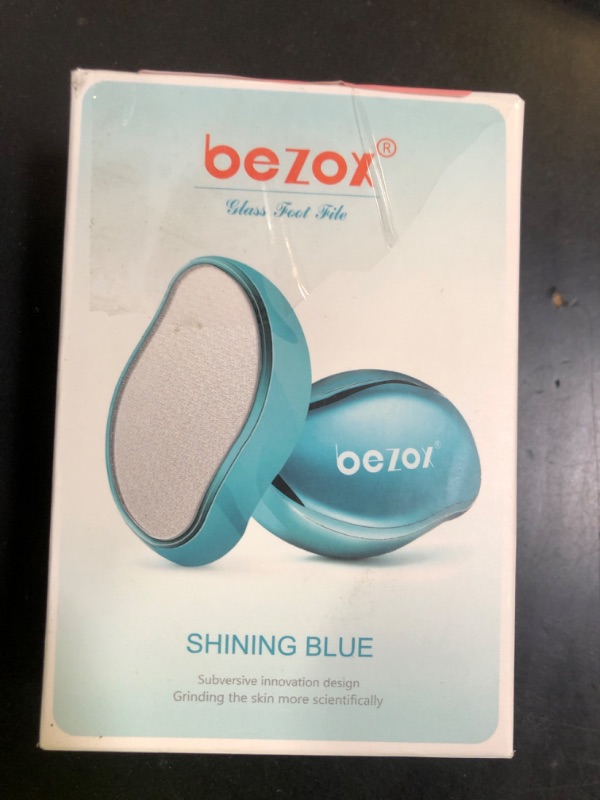 bezox®
Glass Foot File
bezox®
SHINING BLUE
Subversive innovation design
Grinding the skin more scientifically